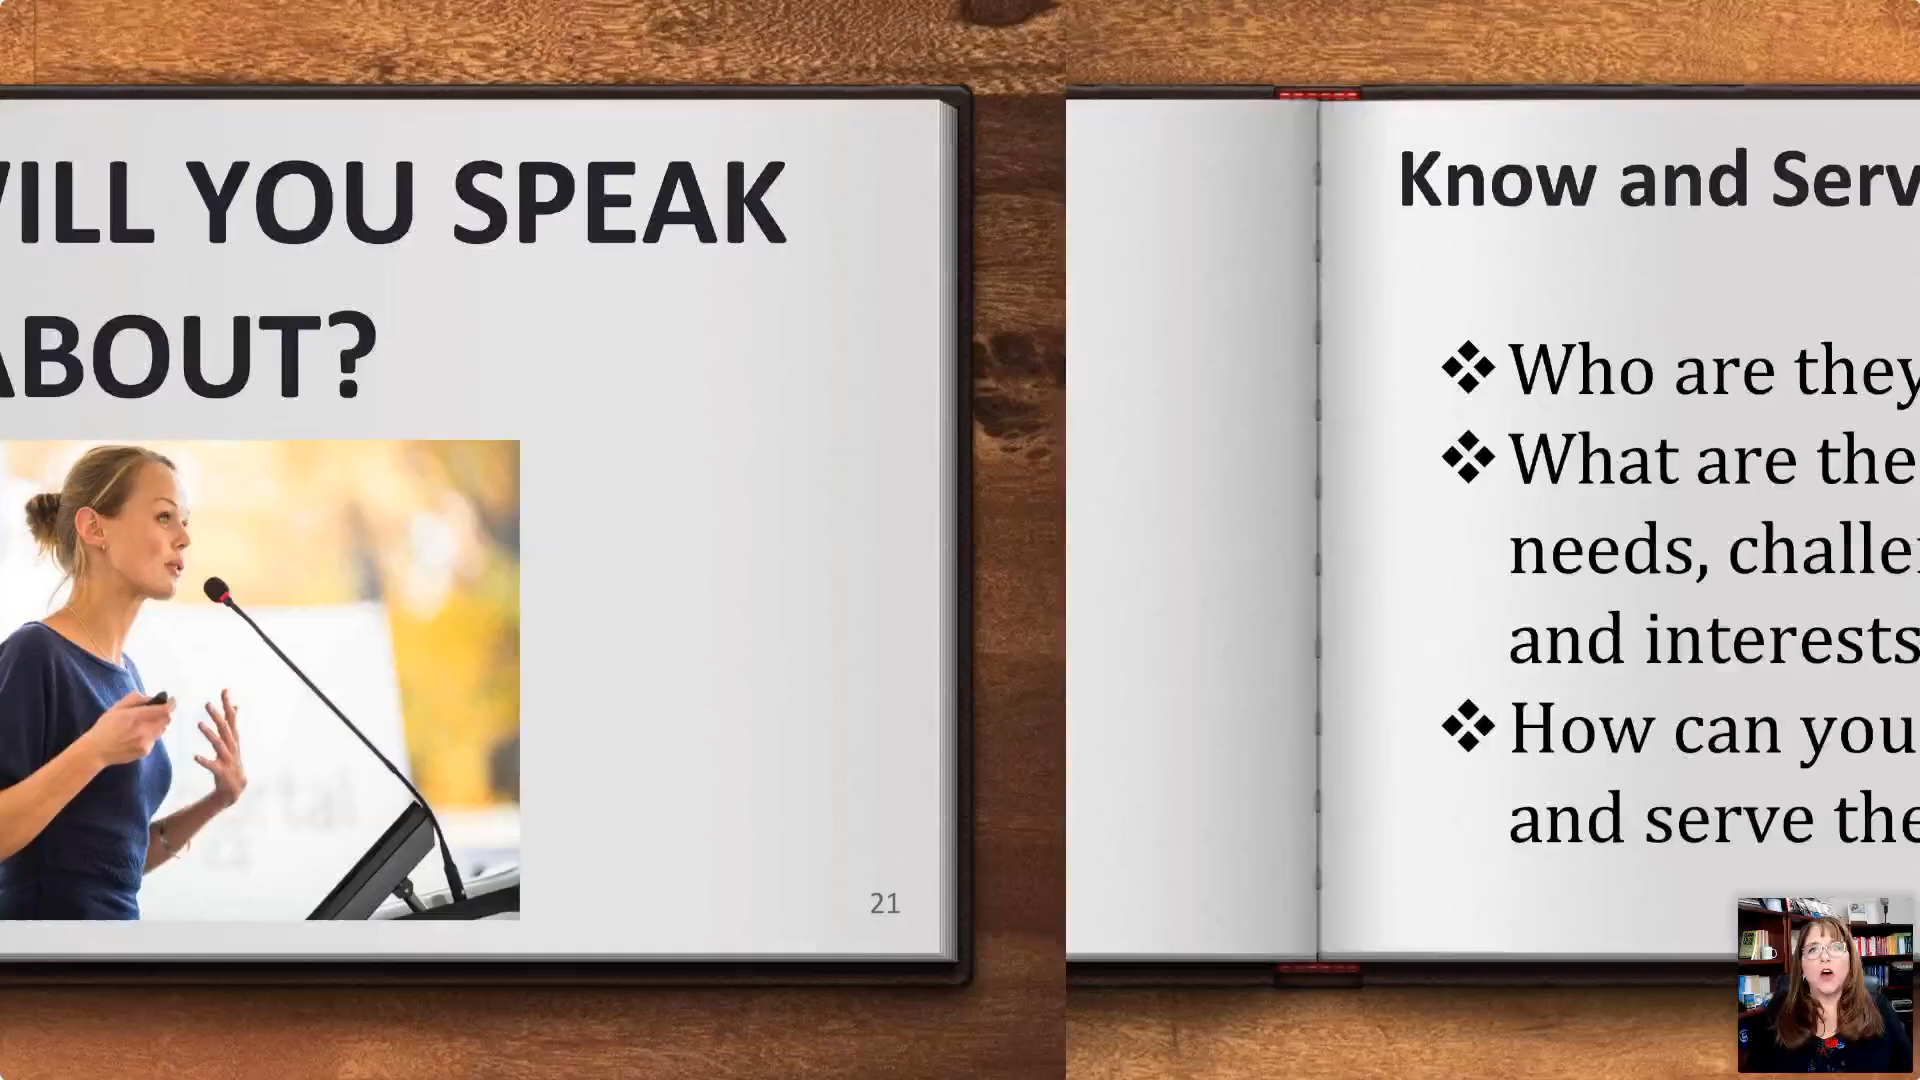 ILL YOU SPEAK
ABOUT?
21
Know and Serv
Who are they
What are the
needs, challe
and interests
How can you
and serve the